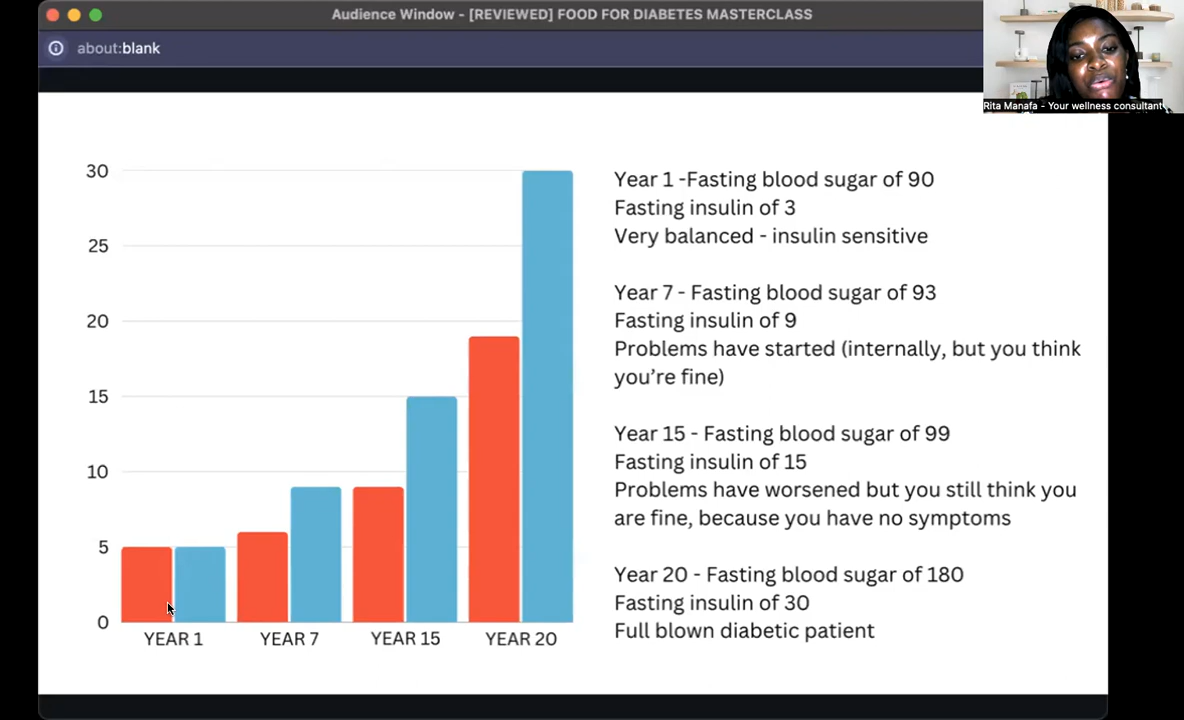 Audience Window - [REVIEWED] FOOD FOR DIABETES MASTERCLASS
about:blank
Rita Manafa - Your wellness consultant
30
25
20
15
10
5
0
YEAR 1
YEAR 7
YEAR 15
YEAR 20
Year 1 -Fasting blood sugar of 90
Fasting insulin of 3
Very balanced - insulin sensitive
Year 7 - Fasting blood sugar of 93
Fasting insulin of 9
Problems have started (internally, but you think
you’re fine)
Year 15 - Fasting blood sugar of 99
Fasting insulin of 15
Problems have worsened but you still think you
are fine, because you have no symptoms
Year 20 - Fasting blood sugar of 180
Fasting insulin of 30
Full blown diabetic patient